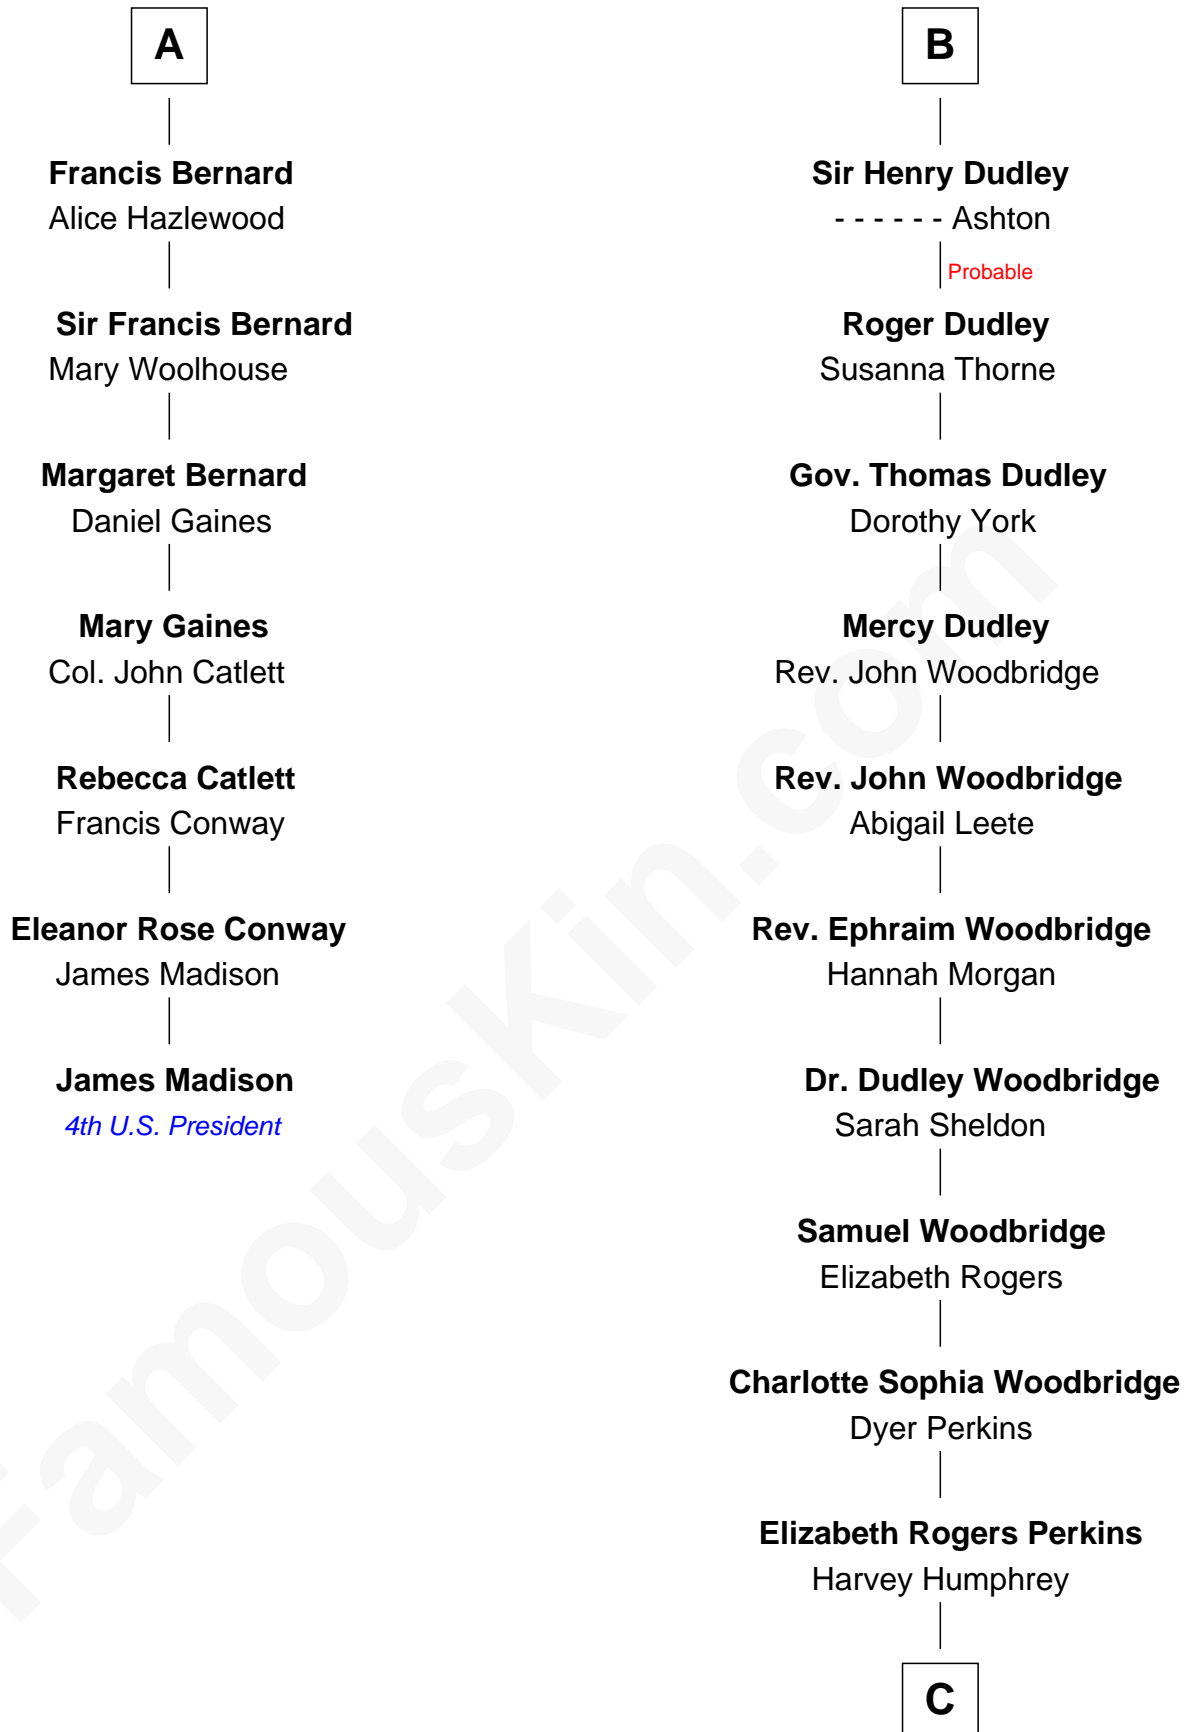 A
Francis Bernard
Alice Hazlewood
Sir Francis Bernard
Mary Woolhouse
Margaret Bernard
Daniel Gaines
Mary Gaines
Col. John Catlett
Rebecca Catlett
Francis Conway
Eleanor Rose Conway
James Madison
James Madison
4th U.S. President
B
Sir Henry Dudley
- - - - - - Ashton
Probable
Roger Dudley
Susanna Thorne
Gov. Thomas Dudley
Dorothy York
Mercy Dudley
Rev. John Woodbridge
Rev. John Woodbridge
Abigail Leete
Rev. Ephraim Woodbridge
Hannah Morgan
Dr. Dudley Woodbridge
Sarah Sheldon
Samuel Woodbridge
Elizabeth Rogers
Charlotte Sophia Woodbridge
Dyer Perkins
Elizabeth Rogers Perkins
Harvey Humphrey
C
FamousKin.com